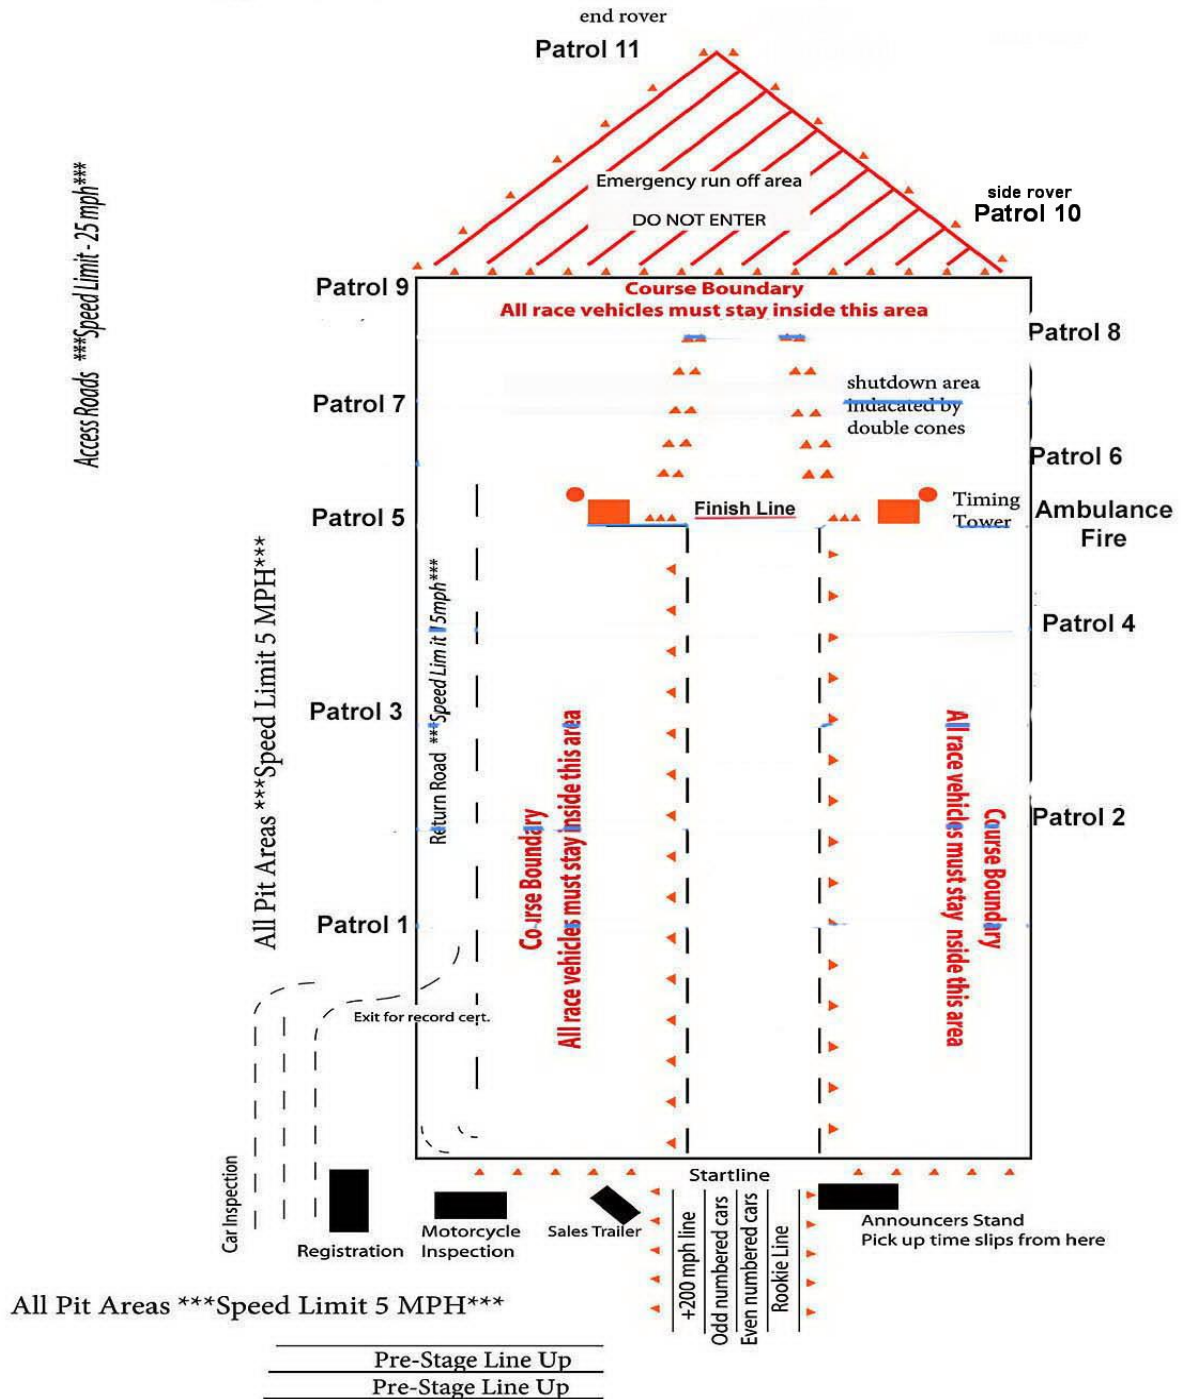 end rover
Patrol 11
Access Roads ***Speed Limit - 25 mph***
Emergency run off area
DO NOT ENTER
side rover
Patrol 10
Patrol 9
Course Boundary
All race vehicles must stay inside this area
Patrol 8
Patrol 7
shutdown area
indacated by
double cones
Patrol 6
Patrol 5
Finish Line
Timing
Tower
Ambulance
Fire
All Pit Areas ***Speed Limit 5 MPH***
Return Road ***Speed Limit 15mph***
Patrol 4
Patrol 3
Course Boundary
All race vehicles must stay inside this area
All race vehicles must stay nside this area
Course Boundary
Patrol 2
Patrol 1
Exit for record cert.
Car Inspection
Registration
Motorcycle
Inspection
Sales Trailer
Startline
+200 mph line
Odd numbered cars
Even numbered cars
Rookie Line
Announcers Stand
Pick up time slips from here
All Pit Areas ***Speed Limit 5 MPH***
Pre-Stage Line Up
Pre-Stage Line Up